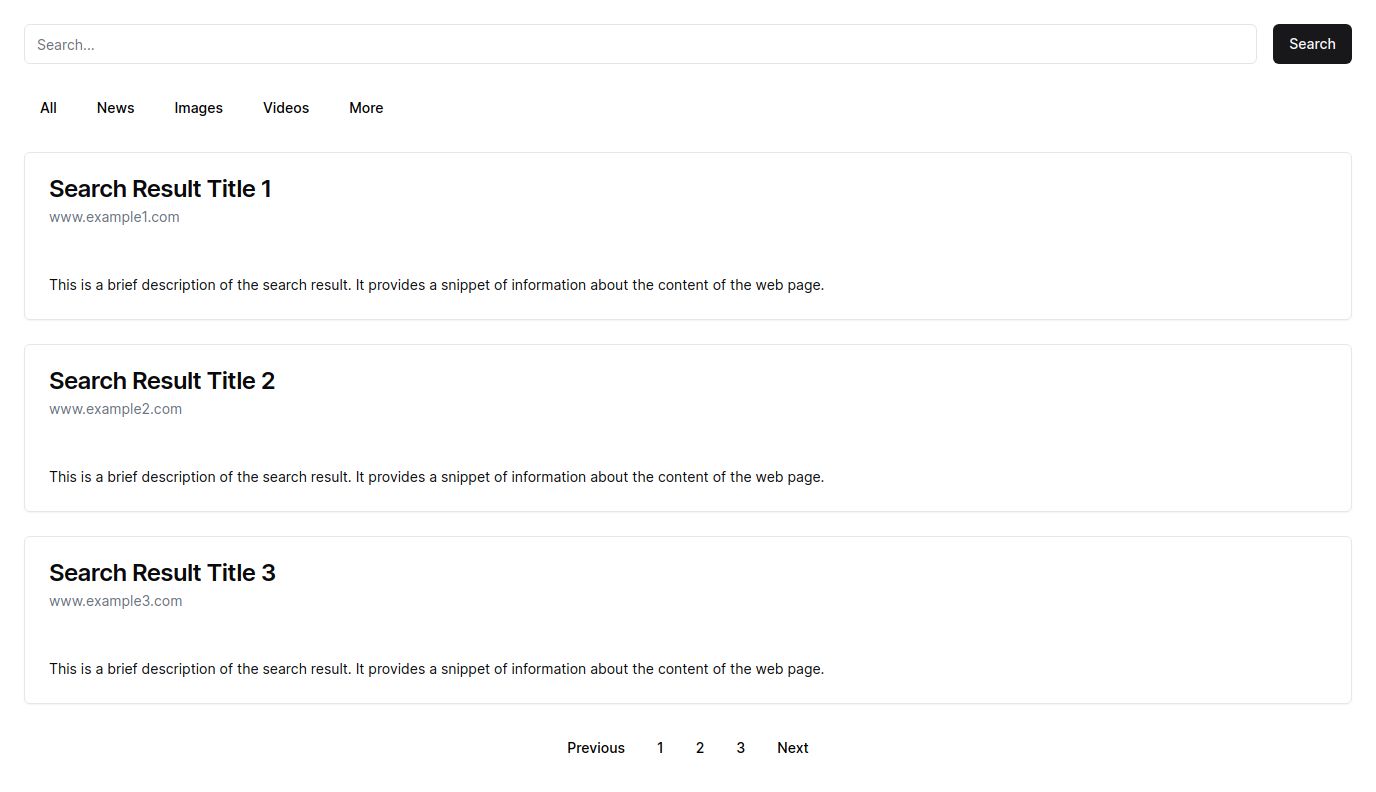 Search...
Search
All News Images Videos More
Search Result Title 1
www.example1.com
This is a brief description of the search result. It provides a snippet of information about the content of the web page.
Search Result Title 2
www.example2.com
This is a brief description of the search result. It provides a snippet of information about the content of the web page.
Search Result Title 3
www.example3.com
This is a brief description of the search result. It provides a snippet of information about the content of the web page.
Previous 1 2 3 Next